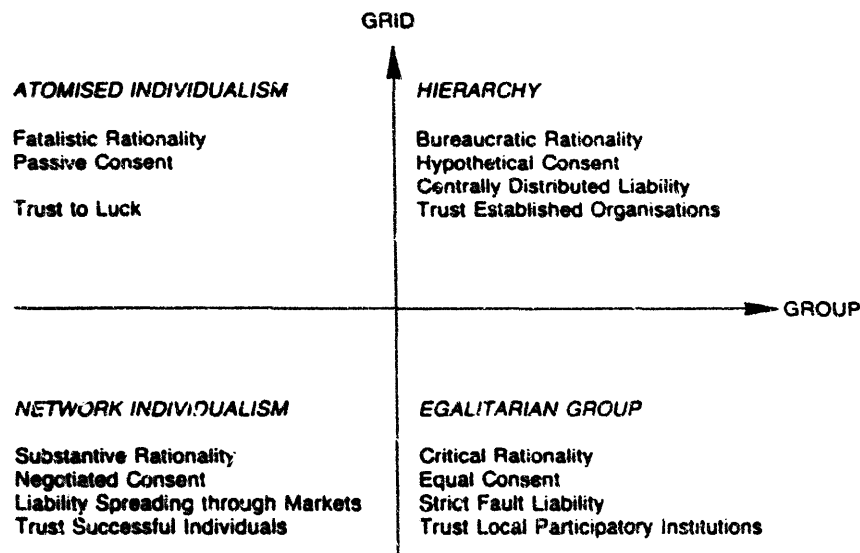 GRID
ATOMISED INDIVIDUALISM
Fatalistic Rationality
Passive Consent
Trust to Luck
HIERARCHY
Bureaucratic Rationality
Hypothetical Consent
Centrally Distributed Liability
Trust Established Organisations
GROUP
NETWORK INDIVIDUALISM
Substantive Rationality
Negotiated Consent
Liability Spreading through Markets
Trust Successful Individuals
EGALITARIAN GROUP
Critical Rationality
Equal Consent
Strict Fault Liability
Trust Local Participatory Institutions